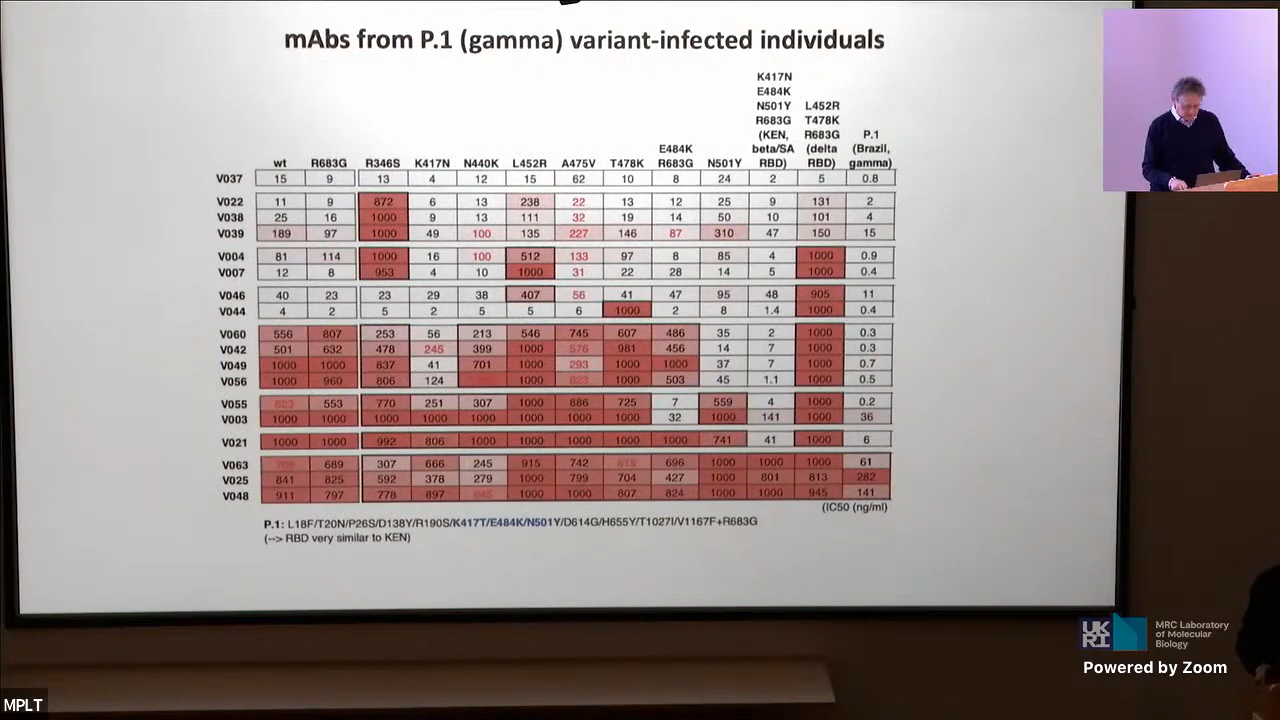 mAbs from P.1 (gamma) variant-infected individuals
K417N
E484K
N501Y L452R
R683G T478K
(KEN, R683G P.1
E484K beta/SA (delta (Brazil,
wt R683G R346S K417N N440K L452R A475V T478K R683G N501Y RBD) RBD) gamma)
V037 15 9 13 4 12 15 62 10 8 24 2 5 0.8
V022 11 9 872 6 13 238 22 13 12 25 9 131 2
V038 25 16 1000 9 13 111 32 19 14 50 10 101 4
V039 189 97 1000 49 100 135 227 146 87 310 47 150 15
V004 81 114 1000 16 100 512 133 97 8 85 4 1000 0.9
V007 12 8 953 4 10 1000 31 22 28 14 5 1000 0.4
V046 40 23 23 29 38 407 56 41 47 95 48 905 11
V044 4 2 5 2 5 5 6 1000 2 8 1.4 1000 0.4
V060 556 807 253 56 213 546 745 607 486 35 2 1000 0.3
V042 501 632 478 245 399 1000 576 981 456 14 7 1000 0.3
V049 1000 1000 837 41 701 1000 293 1000 1000 37 7 1000 0.7
V056 1000 960 806 124 1000 1000 503 45 1.1 1000 0.5
V055 553 770 251 307 1000 886 725 7 559 4 1000 0.2
V003 1000 1000 1000 1000 1000 1000 1000 1000 32 1000 141 1000 36
V021 1000 1000 992 806 1000 1000 1000 1000 1000 741 41 1000 6
V063 689 307 666 245 915 742 696 1000 1000 1000 61
V025 841 825 592 378 279 1000 799 704 427 1000 801 813 282
V048 911 797 778 897 1000 1000 807 824 1000 1000 945 141
(IC50 (ng/ml)
P.1: L18F/T20N/P26S/D138Y/R190S/K417T/E484K/N501Y/D614G/H655Y/T1027I/V1167F+R683G
(--> RBD very similar to KEN)
UK
RI
MRC Laboratory
of Molecular
Biology
Powered by Zoom
MPLT